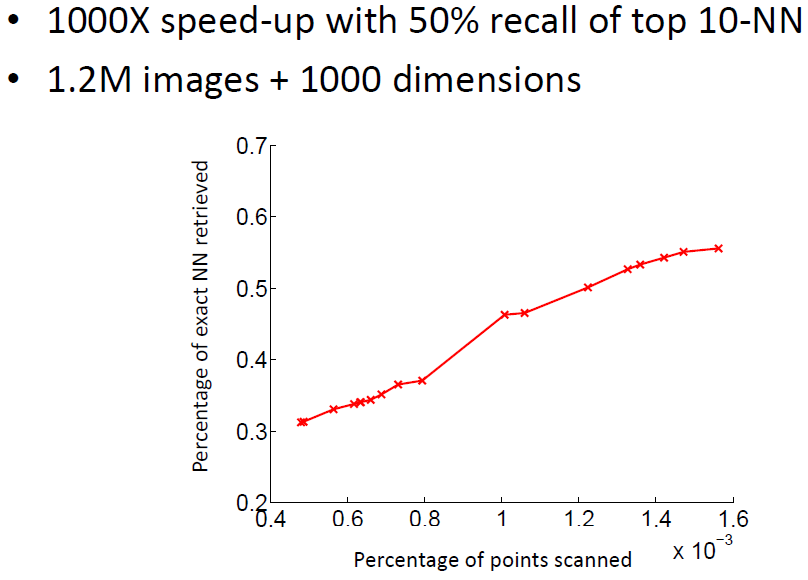 • 1000X speed-up with 50% recall of top 10-NN
• 1.2M images + 1000 dimensions
Percentage of exact NN retrieved
0.7
0.6
0.5
0.4
0.3
0.2
0.4 0.6 0.8 1 1.2 1.4 1.6
x 10⁻³
Percentage of points scanned